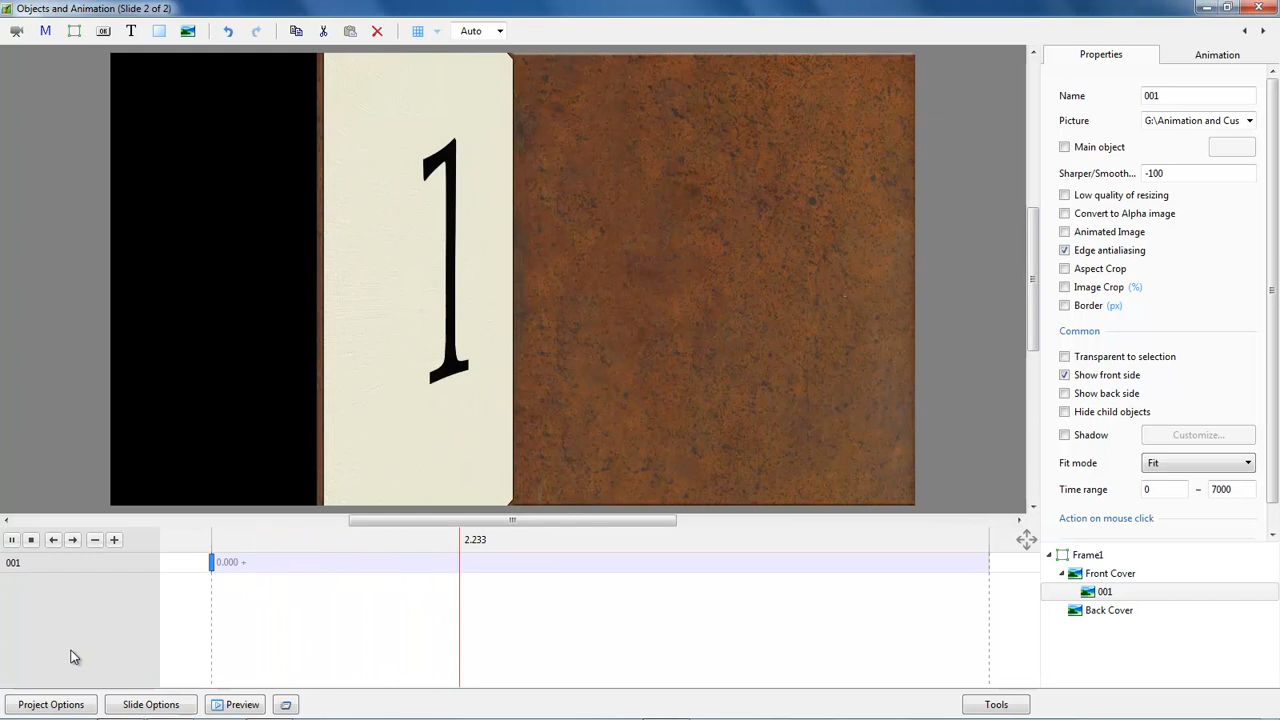 Objects and Animation (Slide 2 of 2)
M
OK
T
Auto
1
Properties
Animation
Name
001
Picture
G:\Animation and Cus
Main object
Sharper/Smooth...
-100
Low quality of resizing
Convert to Alpha image
Animated Image
Edge antialiasing
Aspect Crop
Image Crop (%)
Border (px)
Common
Transparent to selection
Show front side
Show back side
Hide child objects
Shadow
Customize...
Fit mode
Fit
Time range
0
–
7000
Action on mouse click
2.233
001
0.000 +
Frame1
Front Cover
001
Back Cover
Project Options
Slide Options
Preview
Tools